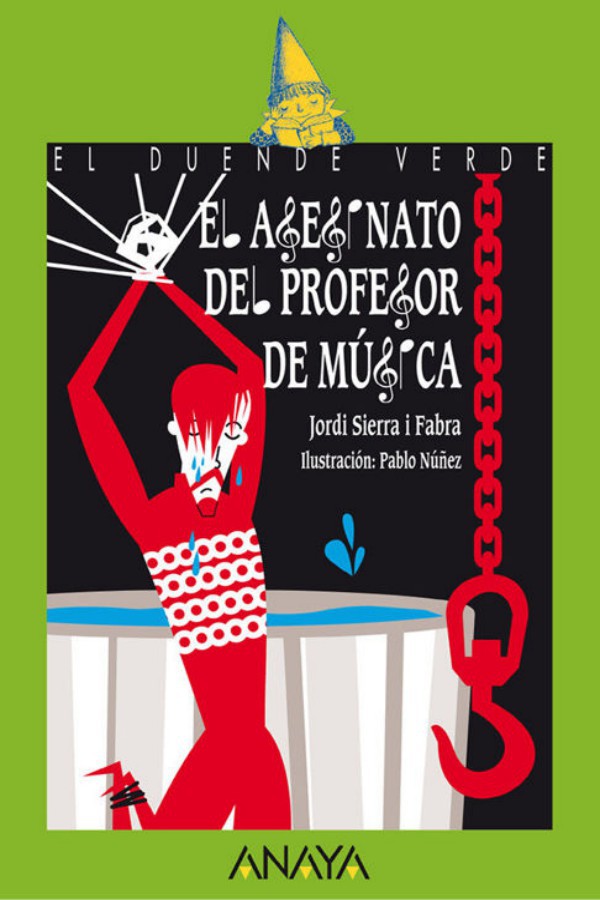 EL DUENDE VERDE
EL ASESINATO
DEL PROFESOR
DE MÚSICA
Jordi Sierra i Fabra
Ilustración: Pablo Núñez
ANAYA